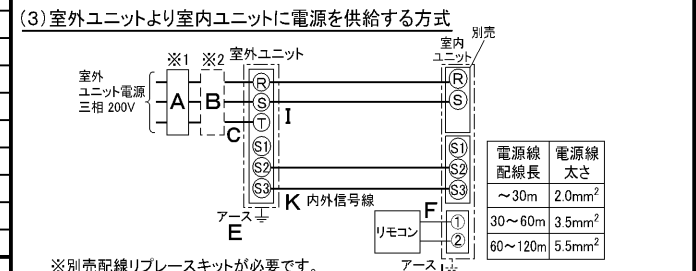 (3)室外ユニットより室内ユニットに電源を供給する方式
別売
※1 ※2 室外ユニット
室内
ユニット
室外
ユニット電源
三相 200V
A B C
R
S
T
S1
S2
S3
I
K 内外信号線
アース
E
R
S
S1
S2
S3
F
リモコン
①
②
アース
電源線配線長 電源線太さ
~30m 2.0mm²
30~60m 3.5mm²
60~120m 5.5mm²
※別売配線リプレースキットが必要です。